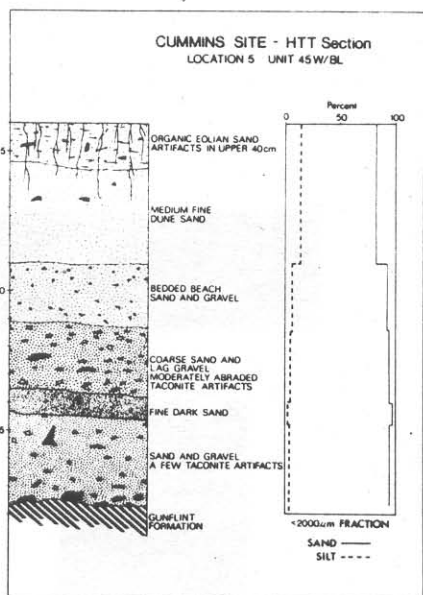 CUMMINS SITE - HTT Section
LOCATION 5 UNIT 45W/BL
Percent
0 50 100
5
ORGANIC EOLIAN SAND
ARTIFACTS IN UPPER 40cm
MEDIUM FINE
DUNE SAND
0
BEDDED BEACH
SAND AND GRAVEL
COARSE SAND AND
LAG GRAVEL
MODERATELY ABRADED
TACONITE ARTIFACTS
FINE DARK SAND
5
SAND AND GRAVEL
A FEW TACONITE ARTIFACTS
GUNFLINT
FORMATION
<2000µm FRACTION
SAND
SILT